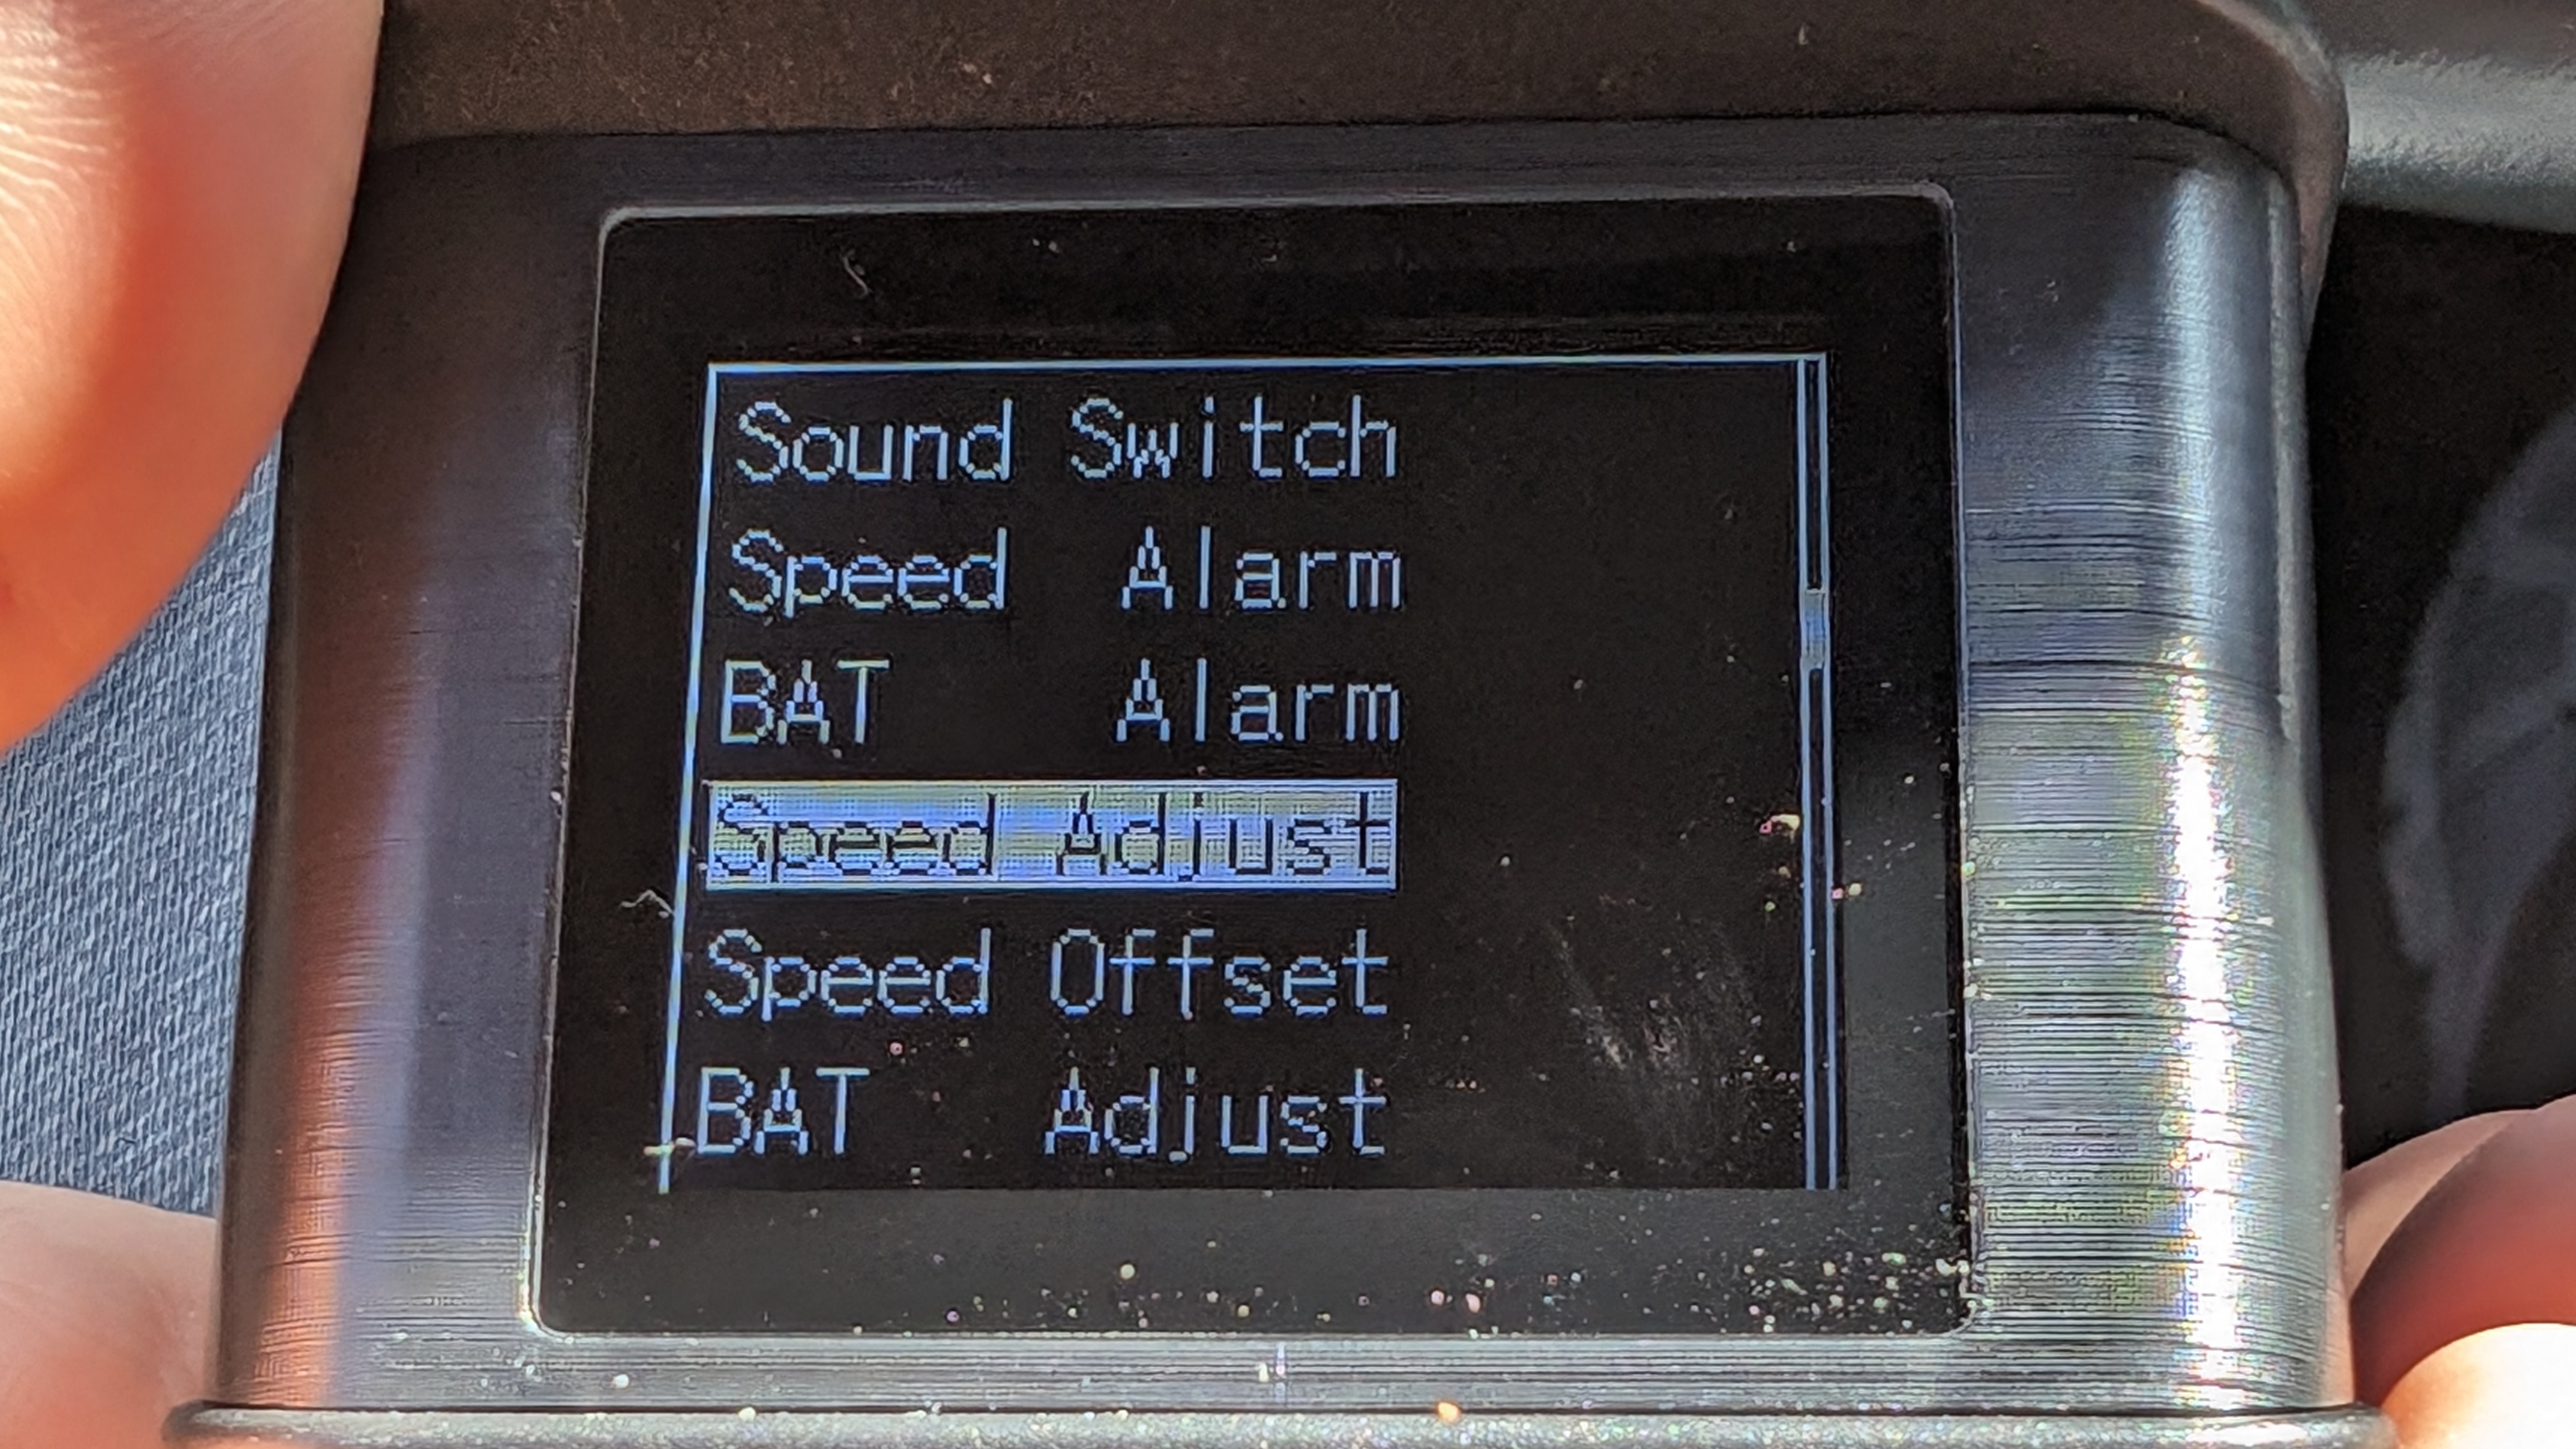 Sound Switch
Speed Alarm
BAT Alarm
Speed Adjust
Speed Offset
BAT Adjust